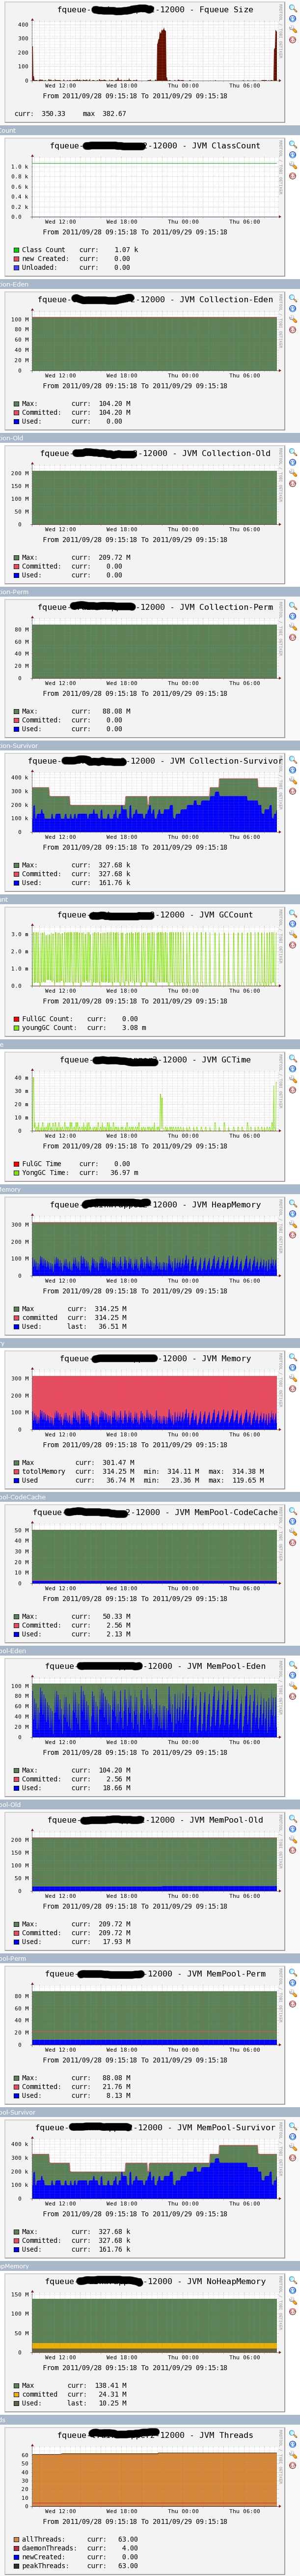 fqueue- -12000 - Fqueue Size
400
300
200
100
0
Wed 12:00 Wed 18:00 Thu 00:00 Thu 06:00
From 2011/09/28 09:15:18 To 2011/09/29 09:15:18
curr: 350.33 max 382.67
Count
fqueue- 2-12000 - JVM ClassCount
1.0 k
0.8 k
0.6 k
0.4 k
0.2 k
0.0
Wed 12:00 Wed 18:00 Thu 00:00 Thu 06:00
From 2011/09/28 09:15:18 To 2011/09/29 09:15:18
Class Count curr: 1.07 k
new Created: curr: 0.00
Unloaded: curr: 0.00
ion-Eden
fqueue- -12000 - JVM Collection-Eden
100 M
80 M
60 M
40 M
20 M
0
Wed 12:00 Wed 18:00 Thu 00:00 Thu 06:00
From 2011/09/28 09:15:18 To 2011/09/29 09:15:18
Max: curr: 104.20 M
Committed: curr: 104.20 M
Used: curr: 0.00
ion-Old
fqueue- -12000 - JVM Collection-Old
200 M
150 M
100 M
50 M
0
Wed 12:00 Wed 18:00 Thu 00:00 Thu 06:00
From 2011/09/28 09:15:18 To 2011/09/29 09:15:18
Max: curr: 209.72 M
Committed: curr: 0.00
Used: curr: 0.00
ion-Perm
fqueue- -12000 - JVM Collection-Perm
80 M
60 M
40 M
20 M
0
Wed 12:00 Wed 18:00 Thu 00:00 Thu 06:00
From 2011/09/28 09:15:18 To 2011/09/29 09:15:18
Max: curr: 88.08 M
Committed: curr: 0.00
Used: curr: 0.00
ion-Survivor
fqueue- -12000 - JVM Collection-Survivor
400 k
300 k
200 k
100 k
0
Wed 12:00 Wed 18:00 Thu 00:00 Thu 06:00
From 2011/09/28 09:15:18 To 2011/09/29 09:15:18
Max: curr: 327.68 k
Committed: curr: 327.68 k
Used: curr: 161.76 k
unt
fqueue- -12000 - JVM GCCount
3.0 m
2.0 m
1.0 m
0.0
Wed 12:00 Wed 18:00 Thu 00:00 Thu 06:00
From 2011/09/28 09:15:18 To 2011/09/29 09:15:18
FullGC Count: curr: 0.00
youngGC Count: curr: 3.08 m
fqueue- -12000 - JVM GCTime
40 m
30 m
20 m
10 m
0
Wed 12:00 Wed 18:00 Thu 00:00 Thu 06:00
From 2011/09/28 09:15:18 To 2011/09/29 09:15:18
FulGC Time curr: 0.00
YongGC Time: curr: 36.97 m
emory
fqueue- -12000 - JVM HeapMemory
300 M
200 M
100 M
0
Wed 12:00 Wed 18:00 Thu 00:00 Thu 06:00
From 2011/09/28 09:15:18 To 2011/09/29 09:15:18
Max curr: 314.25 M
committed curr: 314.25 M
Used: last: 36.51 M
fqueue- -12000 - JVM Memory
300 M
200 M
100 M
0
Wed 12:00 Wed 18:00 Thu 00:00 Thu 06:00
From 2011/09/28 09:15:18 To 2011/09/29 09:15:18
Max curr: 301.47 M
totolMemory curr: 314.25 M min: 314.11 M max: 314.38 M
Used curr: 36.74 M min: 23.36 M max: 119.65 M
ool-CodeCache
fqueue- 2-12000 - JVM MemPool-CodeCache
50 M
40 M
30 M
20 M
10 M
0
Wed 12:00 Wed 18:00 Thu 00:00 Thu 06:00
From 2011/09/28 09:15:18 To 2011/09/29 09:15:18
Max: curr: 50.33 M
Committed: curr: 2.56 M
Used: curr: 2.13 M
ool-Eden
fqueue- -12000 - JVM MemPool-Eden
100 M
80 M
60 M
40 M
20 M
0
Wed 12:00 Wed 18:00 Thu 00:00 Thu 06:00
From 2011/09/28 09:15:18 To 2011/09/29 09:15:18
Max: curr: 104.20 M
Committed: curr: 2.56 M
Used: curr: 18.66 M
ool-Old
fqueue- -12000 - JVM MemPool-Old
200 M
150 M
100 M
50 M
0
Wed 12:00 Wed 18:00 Thu 00:00 Thu 06:00
From 2011/09/28 09:15:18 To 2011/09/29 09:15:18
Max: curr: 209.72 M
Committed: curr: 209.72 M
Used: curr: 17.93 M
ool-Perm
fqueue- -12000 - JVM MemPool-Perm
80 M
60 M
40 M
20 M
0
Wed 12:00 Wed 18:00 Thu 00:00 Thu 06:00
From 2011/09/28 09:15:18 To 2011/09/29 09:15:18
Max: curr: 88.08 M
Committed: curr: 21.76 M
Used: curr: 8.13 M
ool-Survivor
fqueue- -12000 - JVM MemPool-Survivor
400 k
300 k
200 k
100 k
0
Wed 12:00 Wed 18:00 Thu 00:00 Thu 06:00
From 2011/09/28 09:15:18 To 2011/09/29 09:15:18
Max: curr: 327.68 k
Committed: curr: 327.68 k
Used: curr: 161.76 k
apMemory
fqueue- -12000 - JVM NoHeapMemory
150 M
100 M
50 M
0
Wed 12:00 Wed 18:00 Thu 00:00 Thu 06:00
From 2011/09/28 09:15:18 To 2011/09/29 09:15:18
Max curr: 138.41 M
committed curr: 24.31 M
Used: last: 10.25 M
ds
fqueue- -12000 - JVM Threads
60
50
40
30
20
10
0
Wed 12:00 Wed 18:00 Thu 00:00 Thu 06:00
From 2011/09/28 09:15:18 To 2011/09/29 09:15:18
allThreads: curr: 63.00
daemonThreads: curr: 4.00
newCreated: curr: 0.00
peakThreads: curr: 63.00